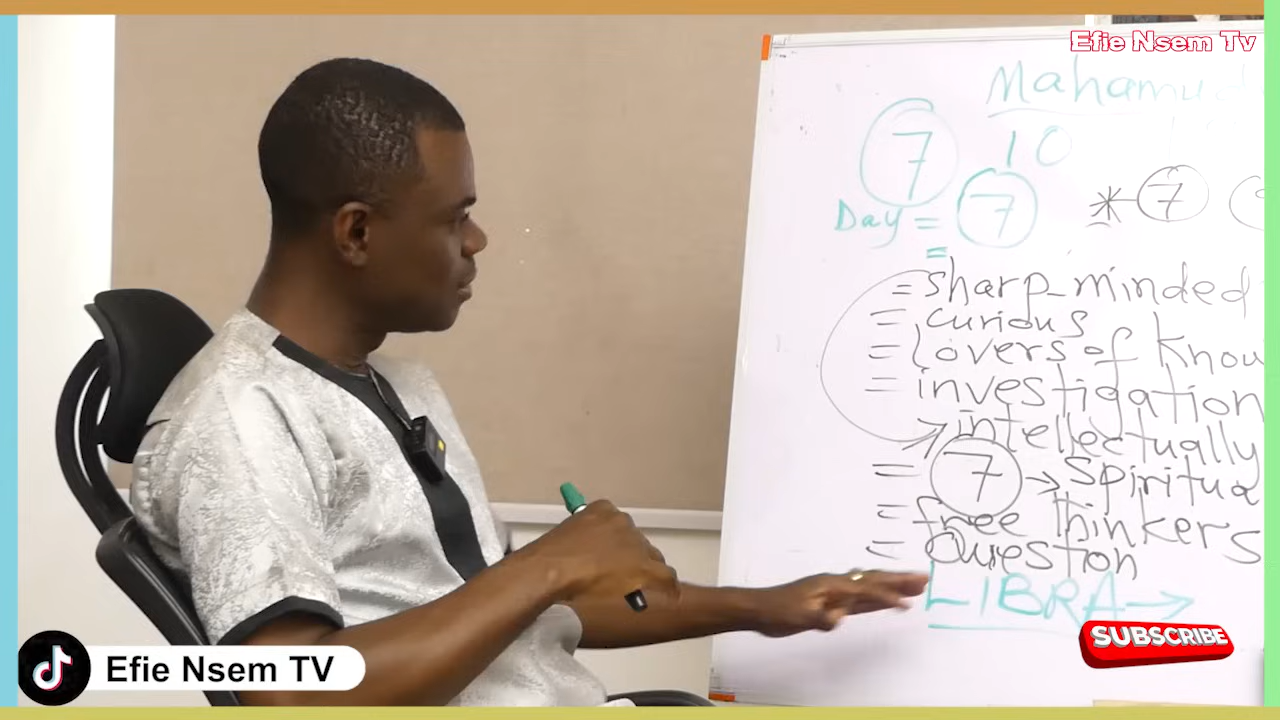 Efie Nsem Tv
Mahamud
7 10
Day = 7
* 7
= sharp-minded
= curious
= Lovers of Know
= investigation
intellectually
= 7 → Spiritua
= free thinkers
= Question
LIBRA →
SUBSCRIBE
Efie Nsem TV